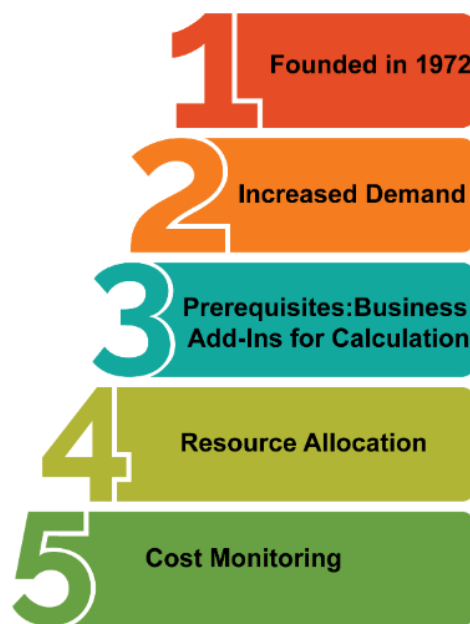 1 Founded in 1972
2 Increased Demand
3 Prerequisites:Business
Add-Ins for Calculation
4 Resource Allocation
5 Cost Monitoring